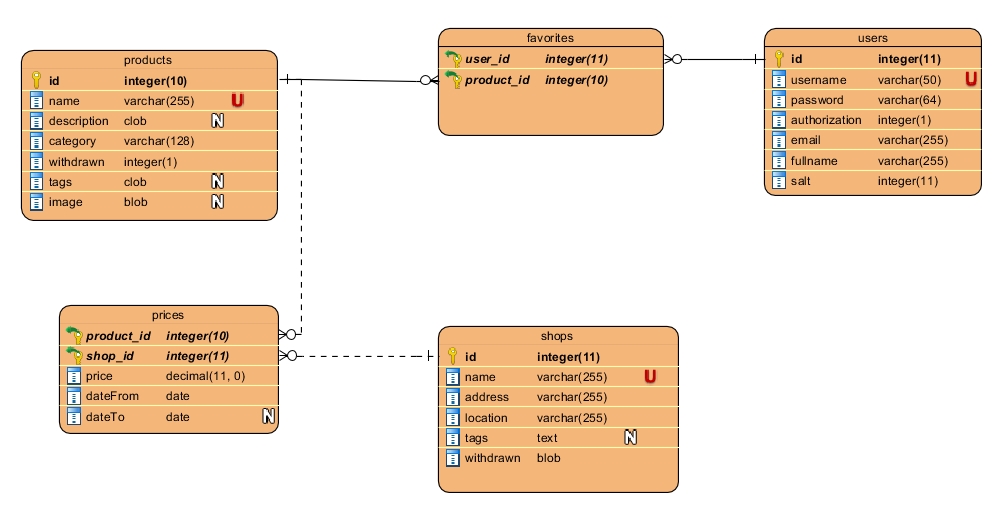 products
id integer(10)
name varchar(255) U
description clob N
category varchar(128)
withdrawn integer(1)
tags clob N
image blob N
favorites
user_id integer(11)
product_id integer(10)
users
id integer(11)
username varchar(50) U
password varchar(64)
authorization integer(1)
email varchar(255)
fullname varchar(255)
salt integer(11)
prices
product_id integer(10)
shop_id integer(11)
price decimal(11, 0)
dateFrom date
dateTo date N
shops
id integer(11)
name varchar(255) U
address varchar(255)
location varchar(255)
tags text N
withdrawn blob